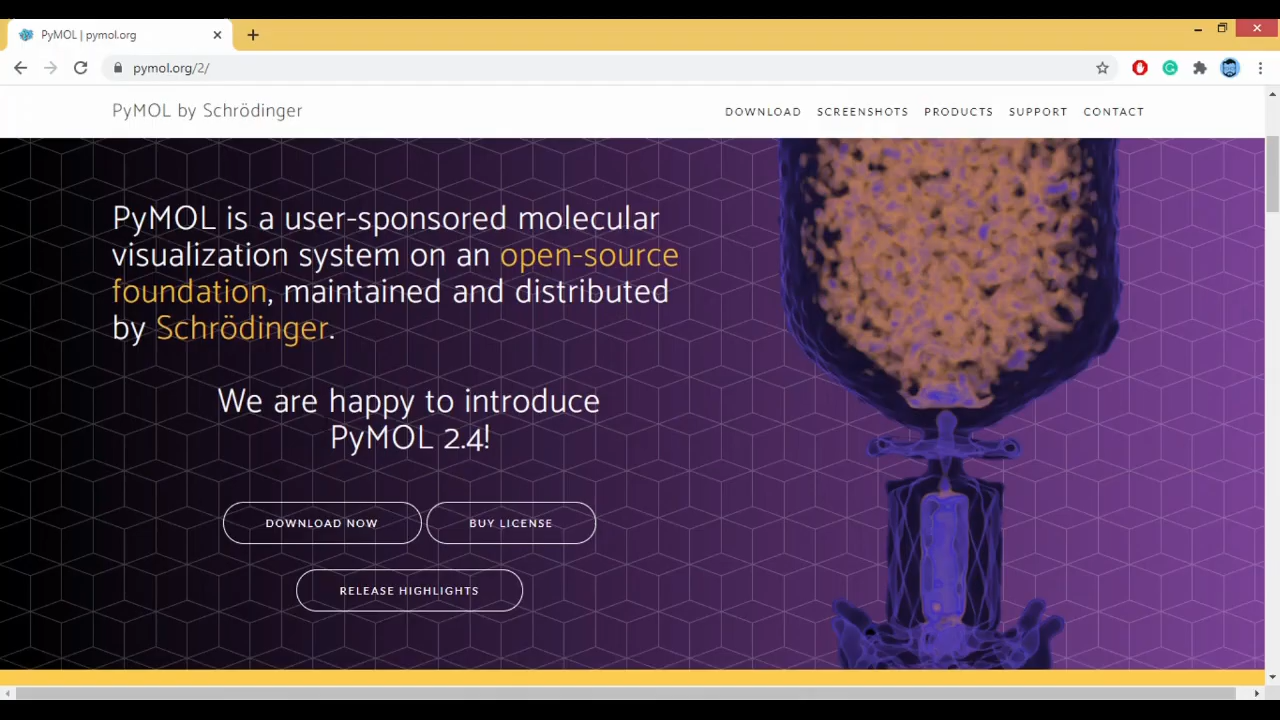 PyMOL | pymol.org
pymol.org/2/
PyMOL by Schrödinger
DOWNLOAD SCREENSHOTS PRODUCTS SUPPORT CONTACT
PyMOL is a user-sponsored molecular
visualization system on an open-source
foundation, maintained and distributed
by Schrödinger.
We are happy to introduce
PyMOL 2.4!
DOWNLOAD NOW
BUY LICENSE
RELEASE HIGHLIGHTS